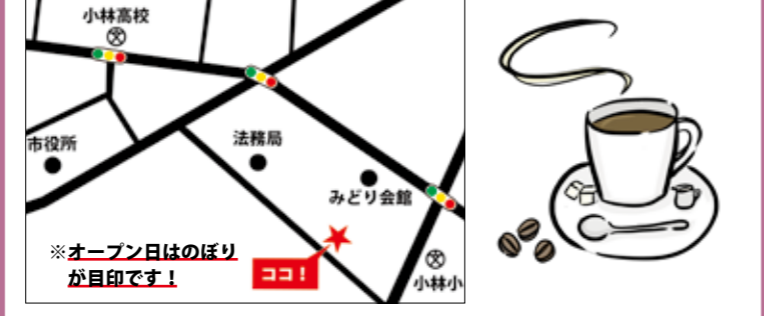 小林高校
市役所
法務局
みどり会館
※オープン日はのぼり
が目印です！
ココ！
小林小